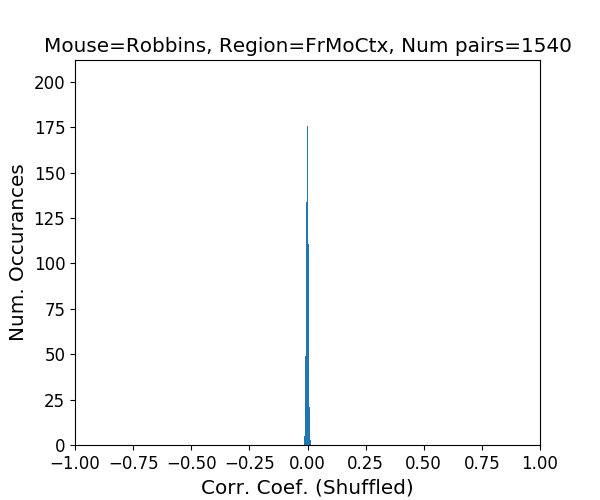 Mouse=Robbins, Region=FrMoCtx, Num pairs=1540
200
175
150
125
100
75
50
25
0
Num. Occurances
−1.00 −0.75 −0.50 −0.25 0.00 0.25 0.50 0.75 1.00
Corr. Coef. (Shuffled)